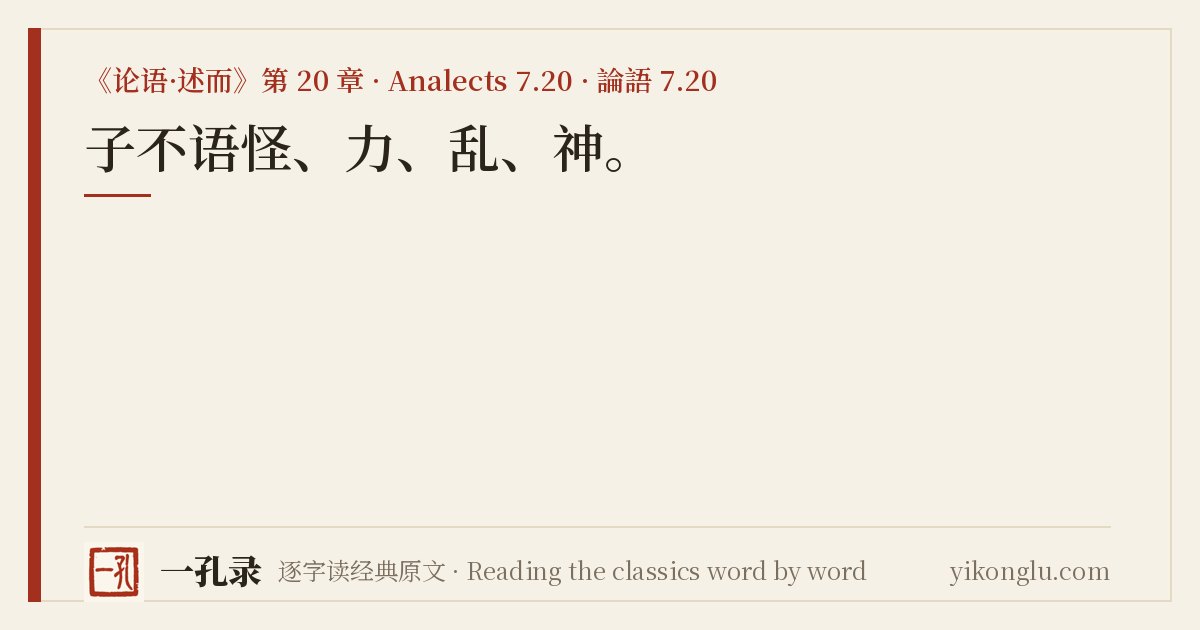 《论语·述而》第 20 章 · Analects 7.20 · 論語 7.20
子不语怪、力、乱、神。
一孔
一孔录 逐字读经典原文 · Reading the classics word by word yikonglu.com